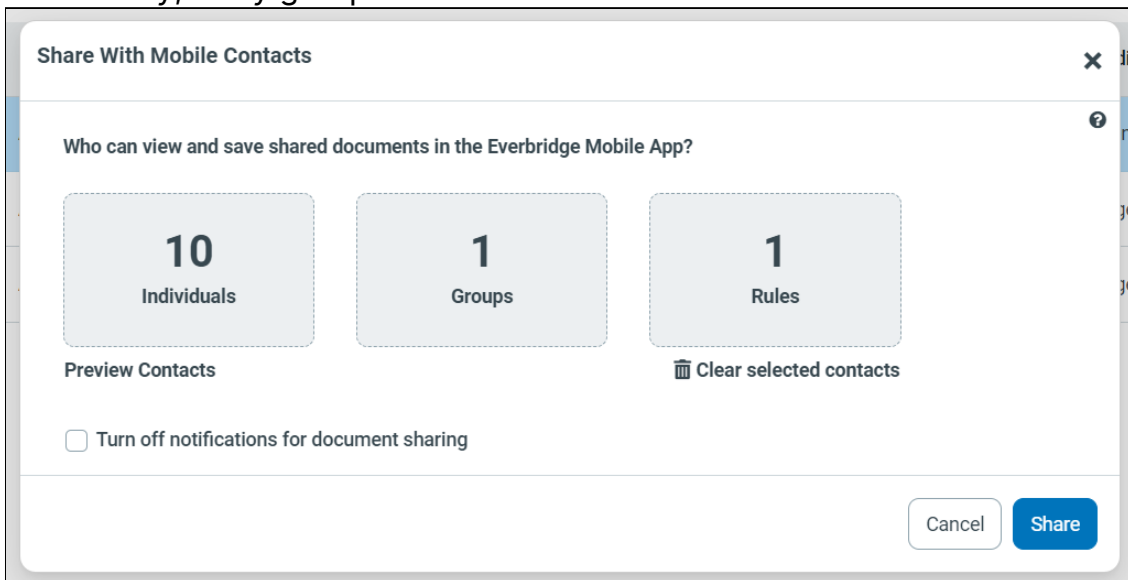 Share With Mobile Contacts
Who can view and save shared documents in the Everbridge Mobile App?
10
Individuals
1
Groups
1
Rules
Preview Contacts
Clear selected contacts
Turn off notifications for document sharing
Cancel
Share